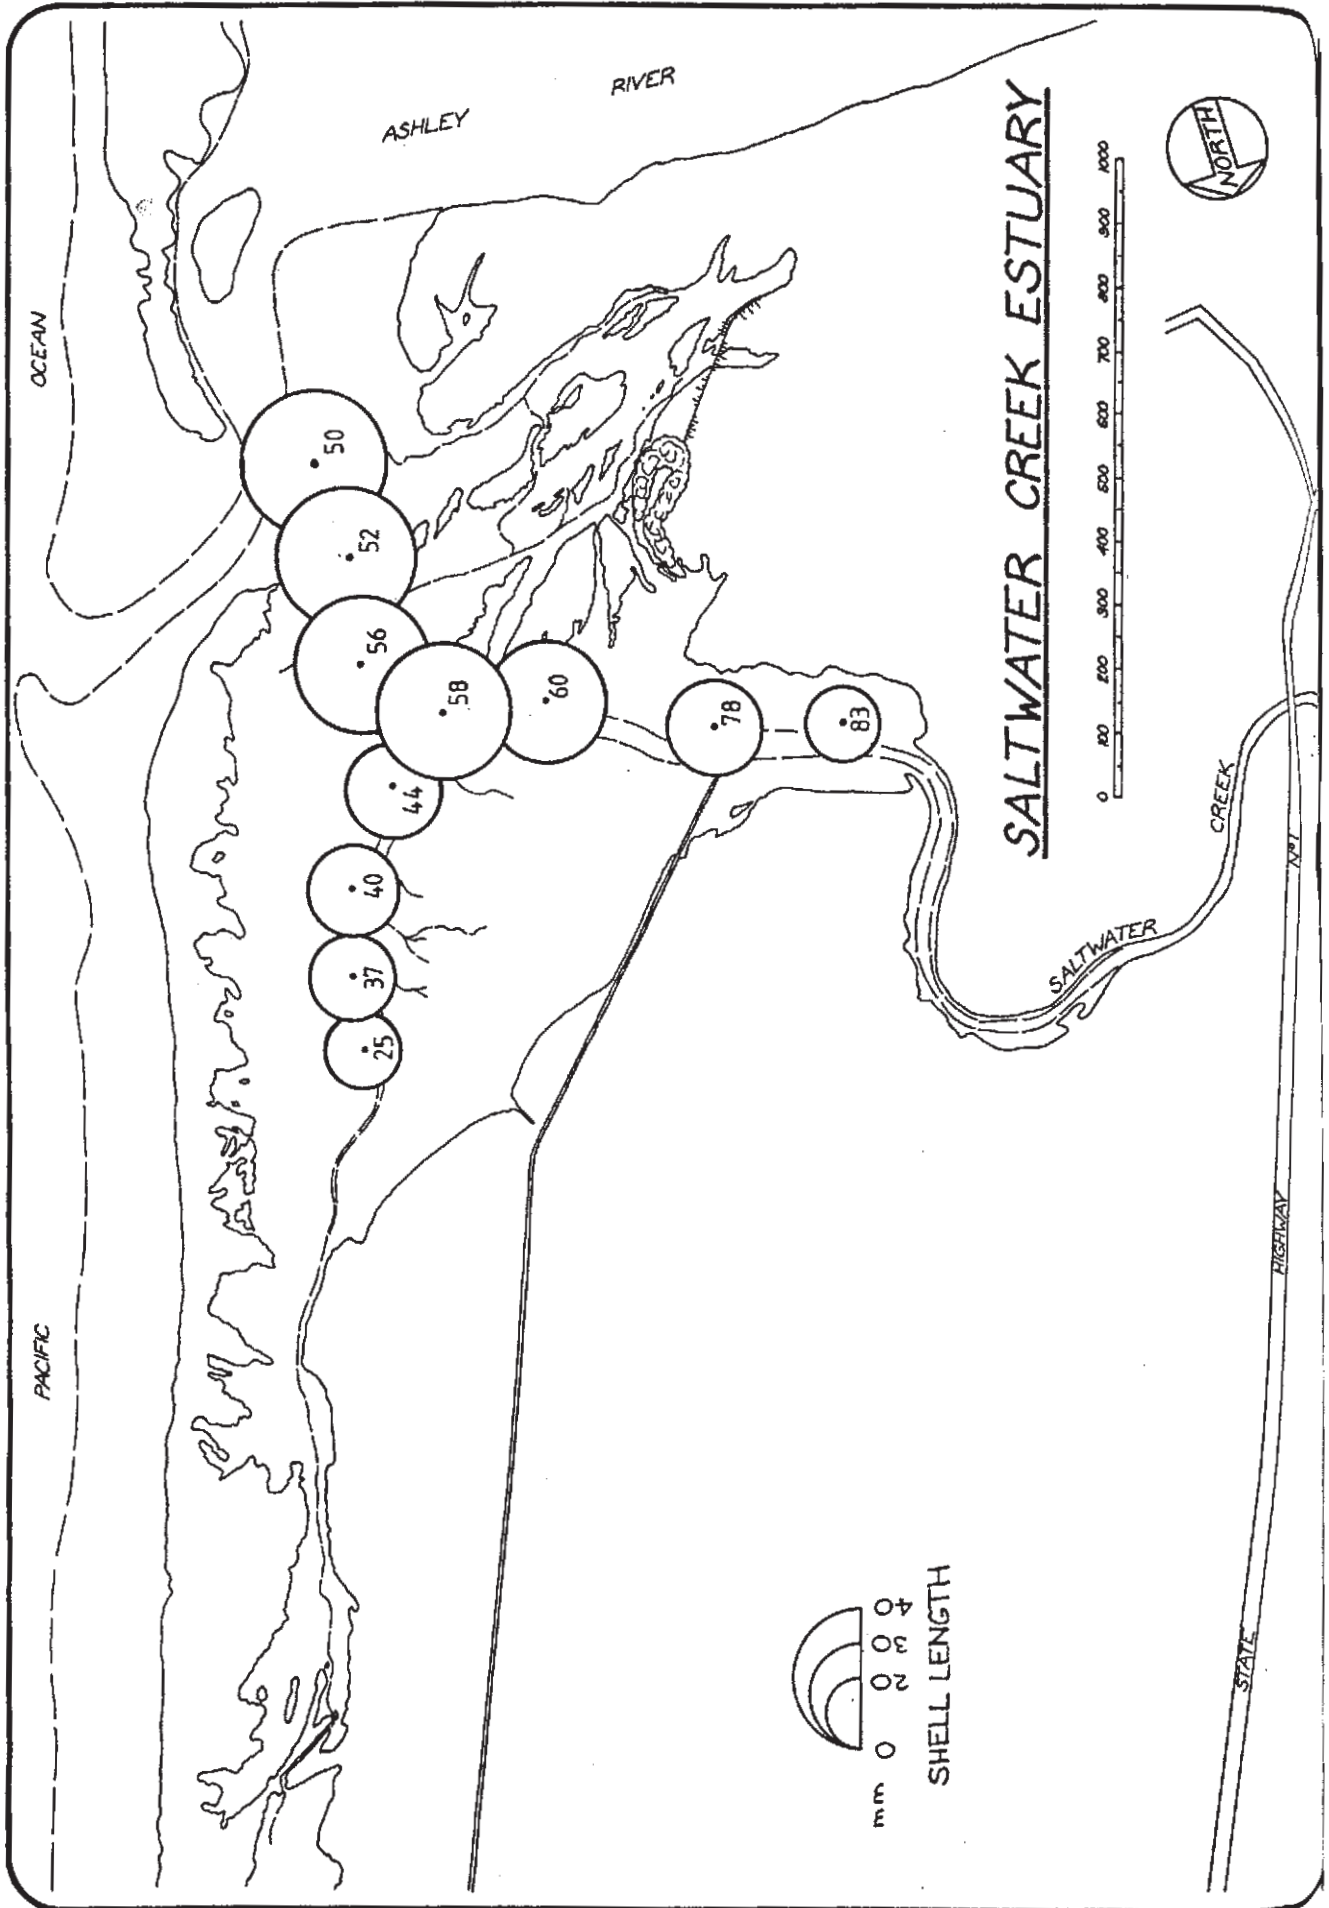 PACIFIC
OCEAN
ASHLEY
RIVER
50
52
56
58
60
78
83
44
40
37
25
SALTWATER CREEK ESTUARY
0 100 200 300 400 500 600 700 800 900 1000
NORTH
SALTWATER
CREEK
STATE
HIGHWAY
Nº1
mm 0 20 30 40
SHELL LENGTH